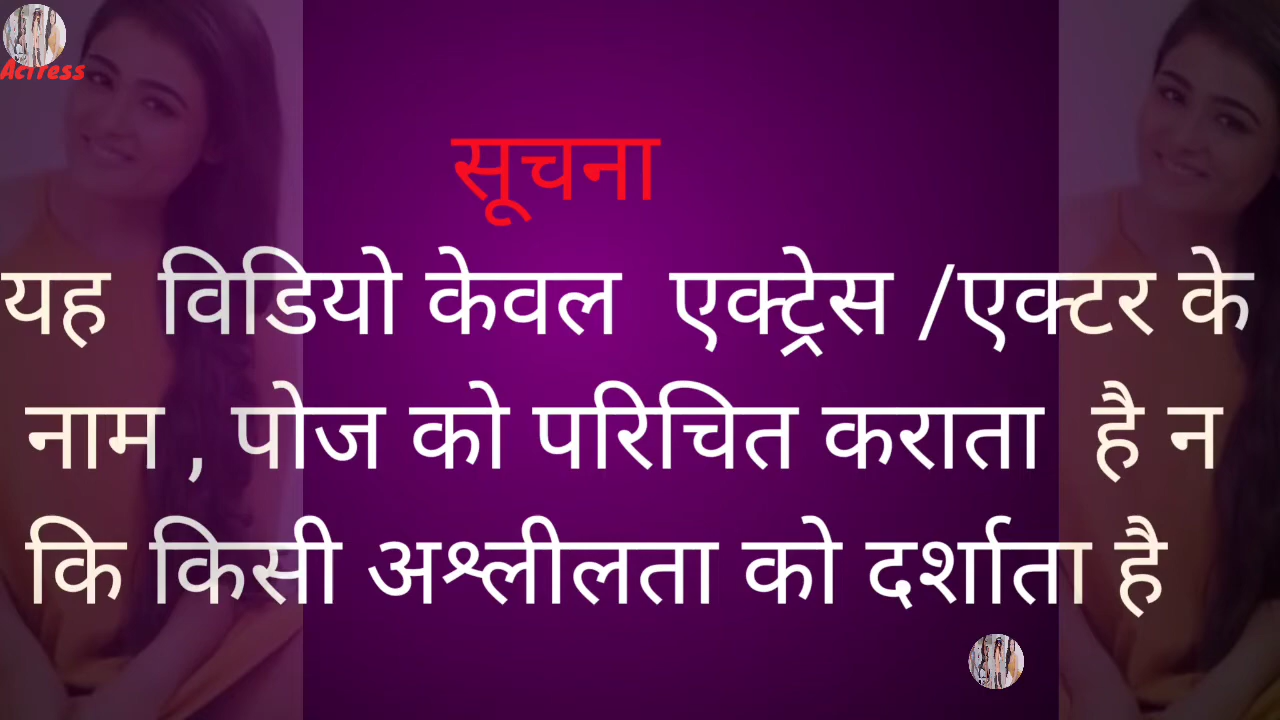 Actress
सूचना
यह विडियो केवल एक्ट्रेस /एक्टर के
नाम , पोज को परिचित कराता है न
कि किसी अश्लीलता को दर्शाता है